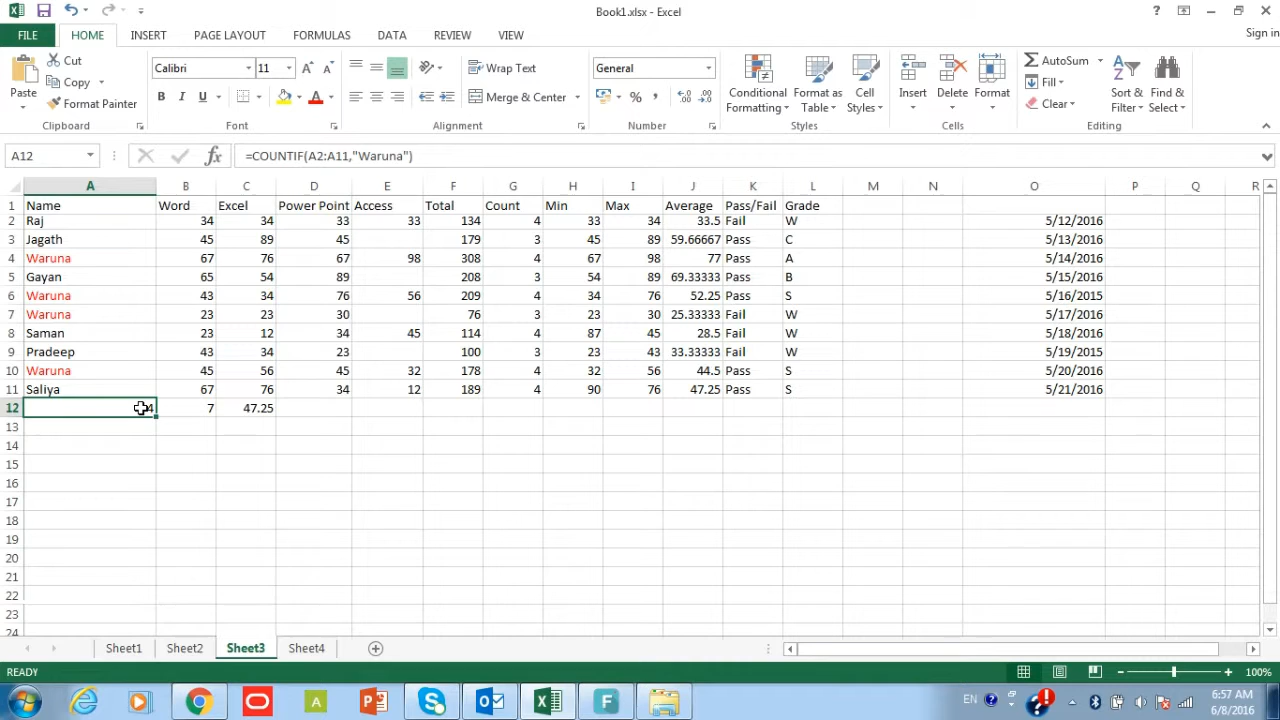 Book1.xlsx - Excel
?
FILE HOME INSERT PAGE LAYOUT FORMULAS DATA REVIEW VIEW Sign in
Paste Cut Copy Format Painter Clipboard
Calibri 11 B I U A Font
Wrap Text Merge & Center Alignment
General % , Number
Conditional Formatting Format as Table Cell Styles Styles
Insert Delete Format Cells
AutoSum Fill Clear Sort & Filter Find & Select Editing
A12 fx =COUNTIF(A2:A11,"Waruna")
A B C D E F G H I J K L M N O P Q R
1 Name Word Excel Power Point Access Total Count Min Max Average Pass/Fail Grade
2 Raj 34 34 33 33 134 4 33 34 33.5 Fail W 5/12/2016
3 Jagath 45 89 45 179 3 45 89 59.66667 Pass C 5/13/2016
4 Waruna 67 76 67 98 308 4 67 98 77 Pass A 5/14/2016
5 Gayan 65 54 89 208 3 54 89 69.33333 Pass B 5/15/2016
6 Waruna 43 34 76 56 209 4 34 76 52.25 Pass S 5/16/2015
7 Waruna 23 23 30 76 3 23 30 25.33333 Fail W 5/17/2016
8 Saman 23 12 34 45 114 4 87 45 28.5 Fail W 5/18/2016
9 Pradeep 43 34 23 100 3 23 43 33.33333 Fail W 5/19/2015
10 Waruna 45 56 45 32 178 4 32 56 44.5 Pass S 5/20/2016
11 Saliya 67 76 34 12 189 4 90 76 47.25 Pass S 5/21/2016
12 4 7 47.25
13
14
15
16
17
18
19
20
21
22
23
24
Sheet1 Sheet2 Sheet3 Sheet4
READY 100%
EN 6:57 AM
6/8/2016